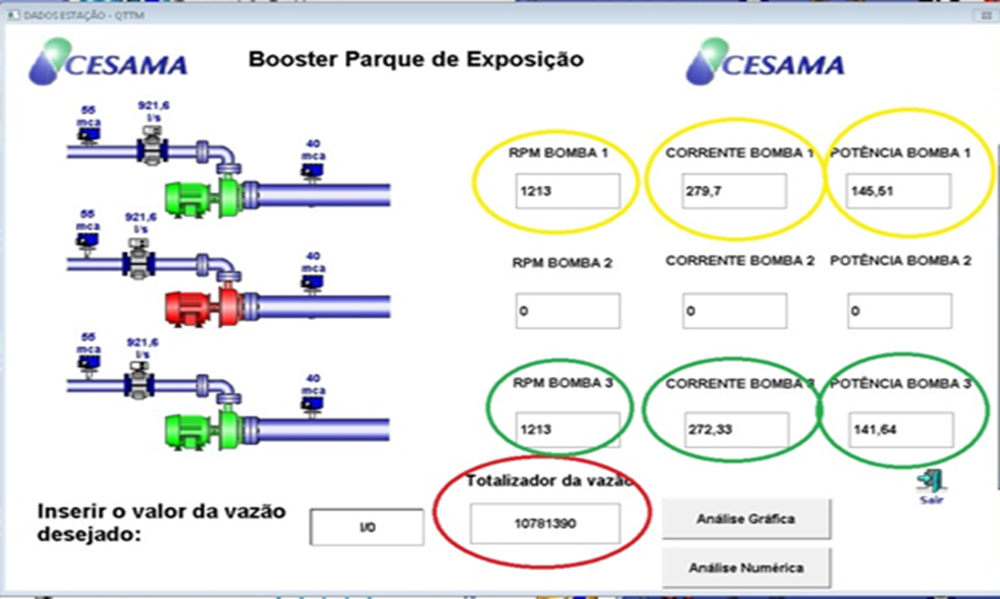 DADOS ESTAÇÃO - QTTM
CESAMA
Booster Parque de Exposição
CESAMA
55
mca
921,6
l/s
40
mca
RPM BOMBA 1
CORRENTE BOMBA 1
POTÊNCIA BOMBA 1
1213
279,7
145,51
55
mca
921,6
l/s
40
mca
RPM BOMBA 2
CORRENTE BOMBA 2
POTÊNCIA BOMBA 2
0
0
0
55
mca
921,6
l/s
40
mca
RPM BOMBA 3
CORRENTE BOMBA 3
POTÊNCIA BOMBA 3
1213
272,33
141,64
Totalizador da vazão
Sair
Inserir o valor da vazão
desejado:
I/0
10781390
Análise Gráfica
Análise Numérica